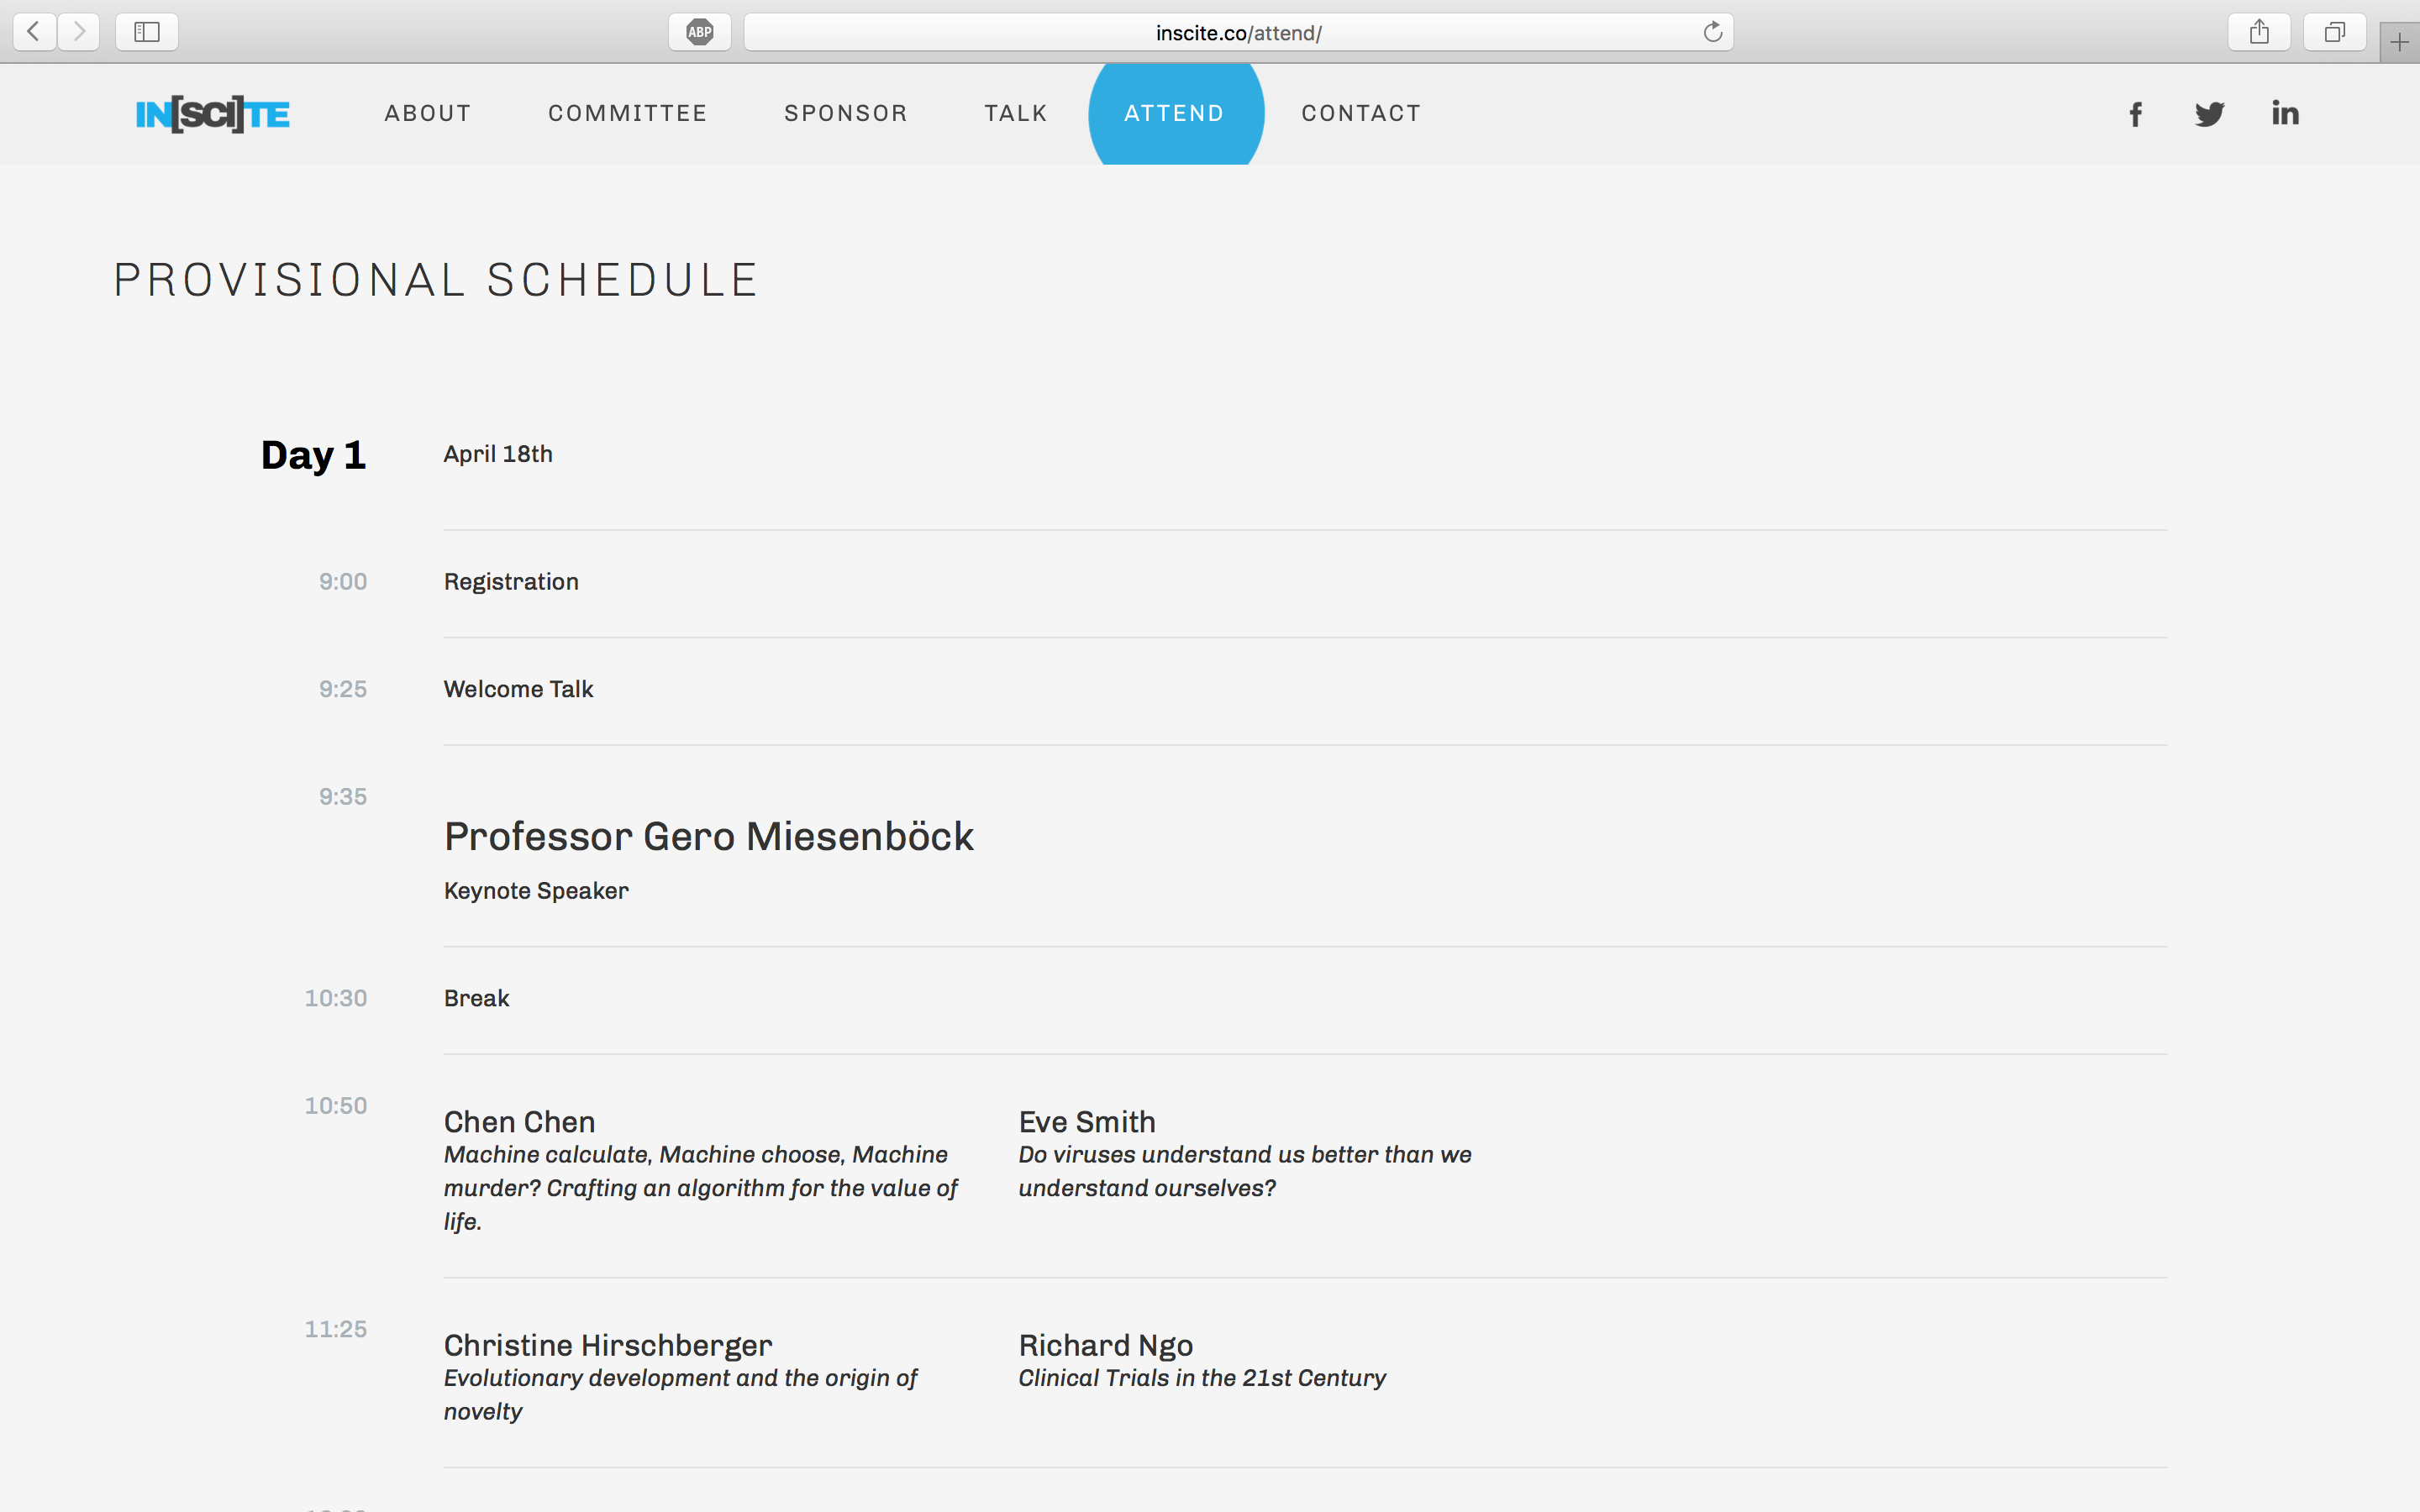 ABP
inscite.co/attend/
IN[SCI]TE
ABOUT
COMMITTEE
SPONSOR
TALK
ATTEND
CONTACT
PROVISIONAL SCHEDULE
Day 1
April 18th
9:00
Registration
9:25
Welcome Talk
9:35
Professor Gero Miesenböck
Keynote Speaker
10:30
Break
10:50
Chen Chen
Machine calculate, Machine choose, Machine
murder? Crafting an algorithm for the value of
life.
Eve Smith
Do viruses understand us better than we
understand ourselves?
11:25
Christine Hirschberger
Evolutionary development and the origin of
novelty
Richard Ngo
Clinical Trials in the 21st Century